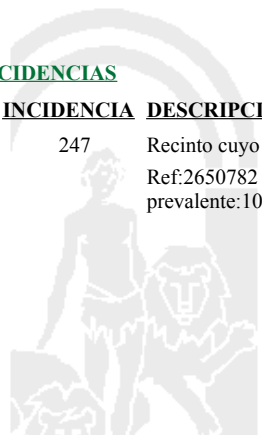 CIDENCIAS
INCIDENCIA DESCRIPCI
247 Recinto cuyo
Ref:2650782
prevalente:10